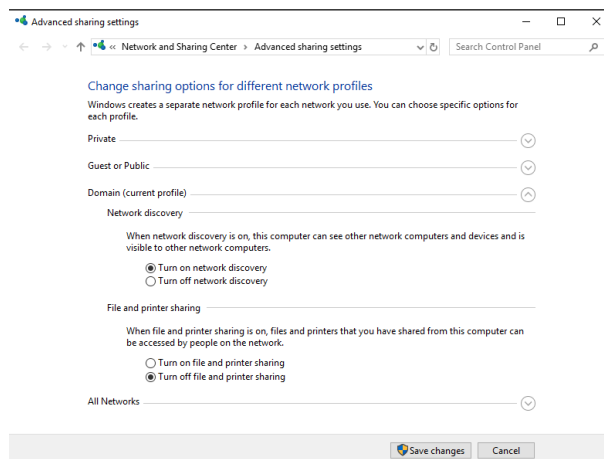 Advanced sharing settings
« Network and Sharing Center › Advanced sharing settings
Search Control Panel
Change sharing options for different network profiles
Windows creates a separate network profile for each network you use. You can choose specific options for
each profile.
Private
Guest or Public
Domain (current profile)
Network discovery
When network discovery is on, this computer can see other network computers and devices and is
visible to other network computers.
Turn on network discovery
Turn off network discovery
File and printer sharing
When file and printer sharing is on, files and printers that you have shared from this computer can
be accessed by people on the network.
Turn on file and printer sharing
Turn off file and printer sharing
All Networks
Save changes
Cancel